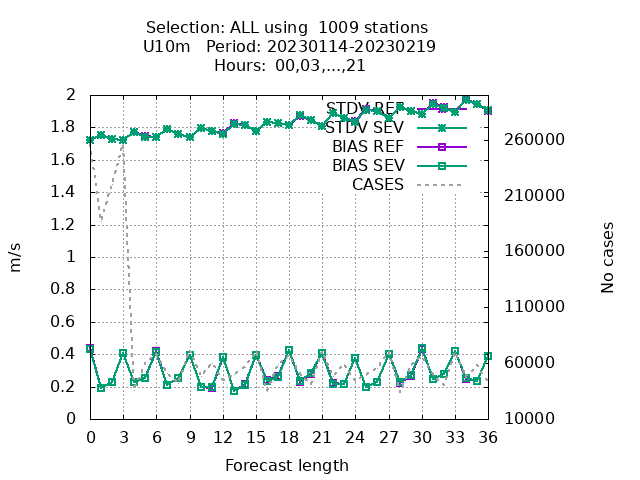 Selection: ALL using  1009 stations
U10m   Period: 20230114-20230219
Hours:  00,03,...,21
STDV REF
STDV SEV
BIAS REF
BIAS SEV
CASES
2
1.8
1.6
1.4
1.2
1
0.8
0.6
0.4
0.2
0
260000
210000
160000
110000
60000
10000
m/s
No cases
0 3 6 9 12 15 18 21 24 27 30 33 36
Forecast length